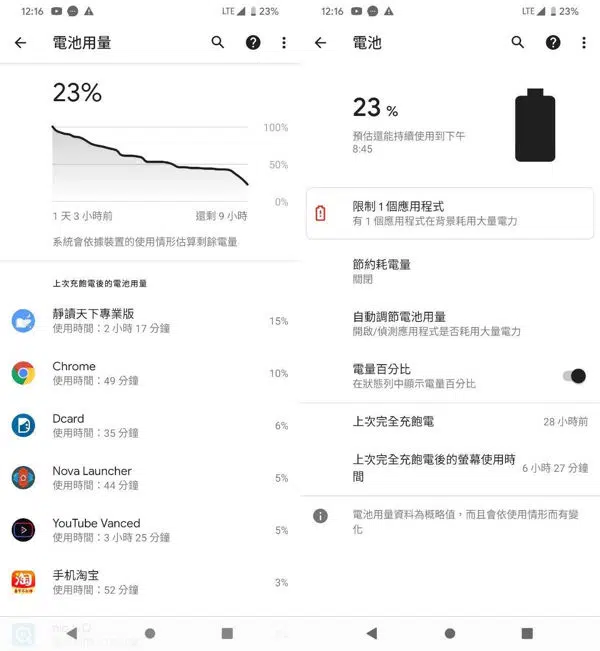 12:16
LTE 23%
電池用量
23%
100%
50%
0%
1 天 3 小時前
還剩 9 小時
系統會依據裝置的使用情形估算剩餘電量
上次充飽電後的電池用量
靜讀天下專業版
使用時間：2 小時 17 分鐘
15%
Chrome
使用時間：49 分鐘
10%
Dcard
使用時間：35 分鐘
6%
Nova Launcher
使用時間：44 分鐘
5%
YouTube Vanced
使用時間：3 小時 25 分鐘
5%
手机淘宝
使用時間：52 分鐘
3%
12:16
LTE 23%
電池
23 %
預估還能持續使用到下午
8:45
限制 1 個應用程式
有 1 個應用程式在背景耗用大量電力
節約耗電量
關閉
自動調節電池用量
開啟/偵測應用程式是否耗用大量電力
電量百分比
在狀態列中顯示電量百分比
上次完全充飽電
28 小時前
上次完全充飽電後的螢幕使用時
間
6 小時 27 分鐘
電池用量資料為概略值，而且會依使用情形而有變
化